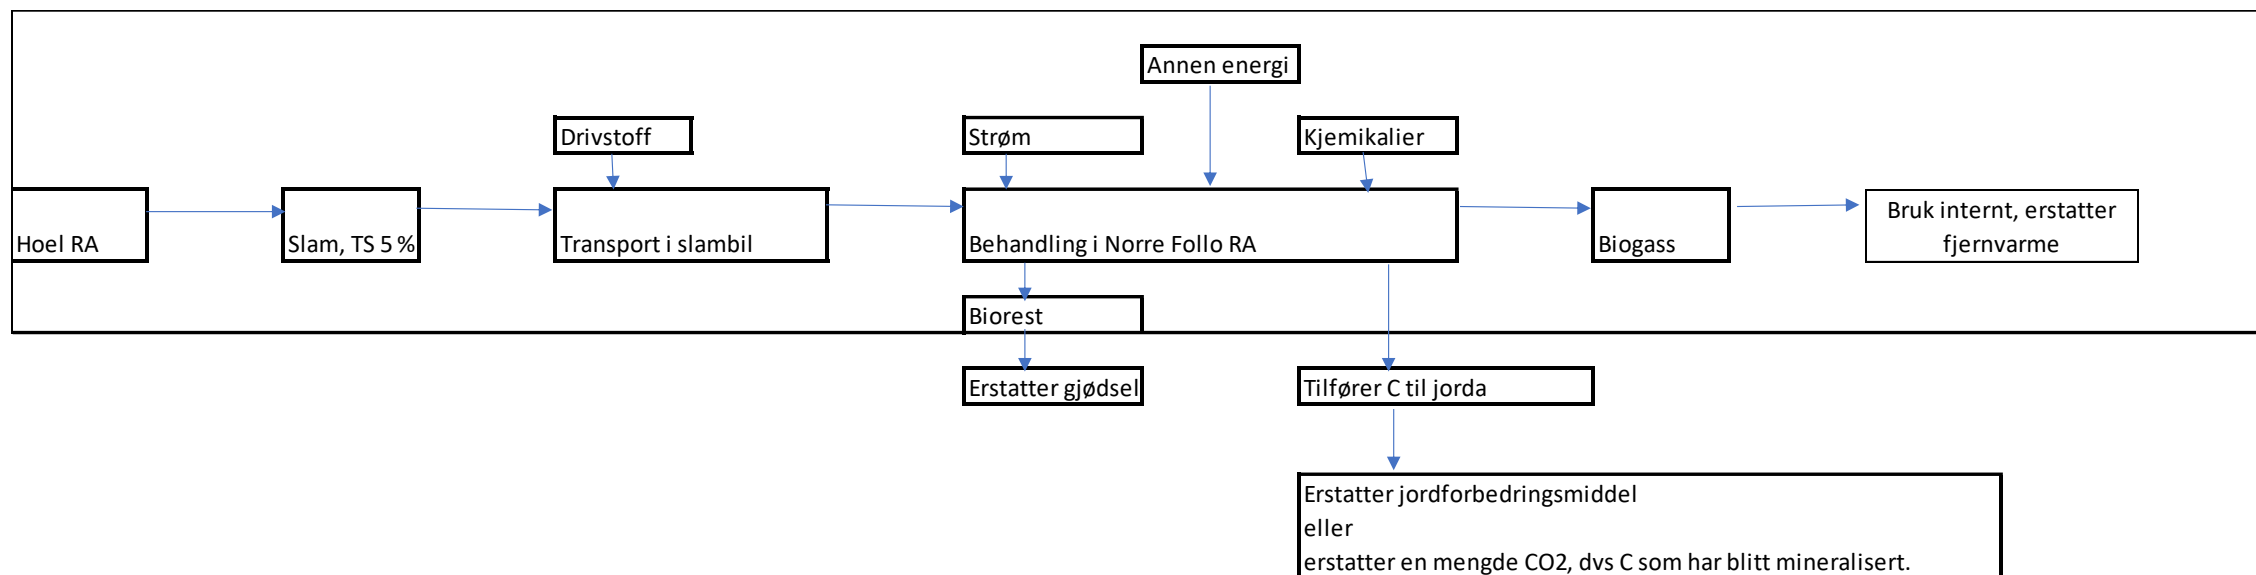 Annen energi
Drivstoff
Strøm
Kjemikalier
Hoel RA
Slam, TS 5 %
Transport i slambil
Behandling i Norre Follo RA
Biogass
Bruk internt, erstatter
fjernvarme
Biorest
Erstatter gjødsel
Tilfører C til jorda
Erstatter jordforbedringsmiddel
eller
erstatter en mengde CO2, dvs C som har blitt mineralisert.